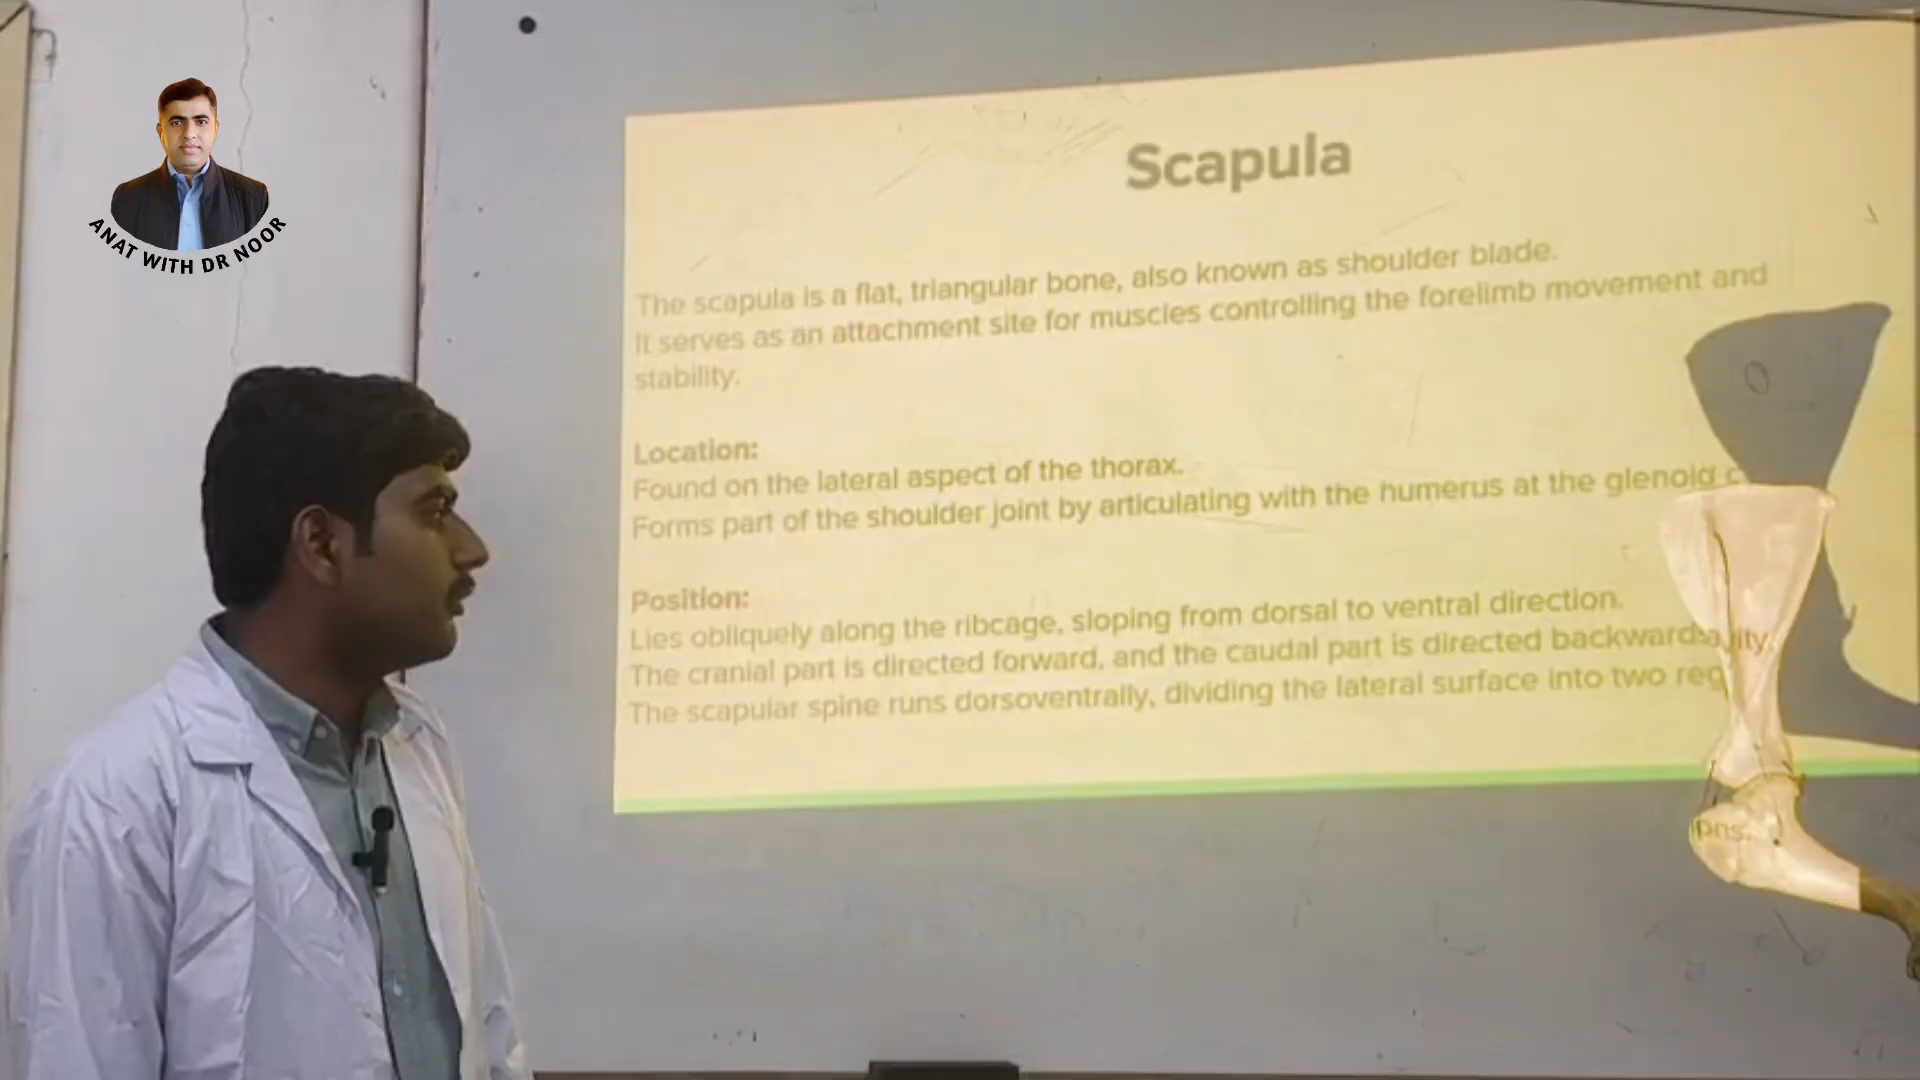 ANAT WITH DR NOOR
Scapula
The scapula is a flat, triangular bone, also known as shoulder blade.
It serves as an attachment site for muscles controlling the forelimb movement and
stability.
Location:
Found on the lateral aspect of the thorax.
Forms part of the shoulder joint by articulating with the humerus at the glenoid
Position:
Lies obliquely along the ribcage, sloping from dorsal to ventral direction.
The cranial part is directed forward, and the caudal part is directed backwards
The scapular spine runs dorsoventrally, dividing the lateral surface into two